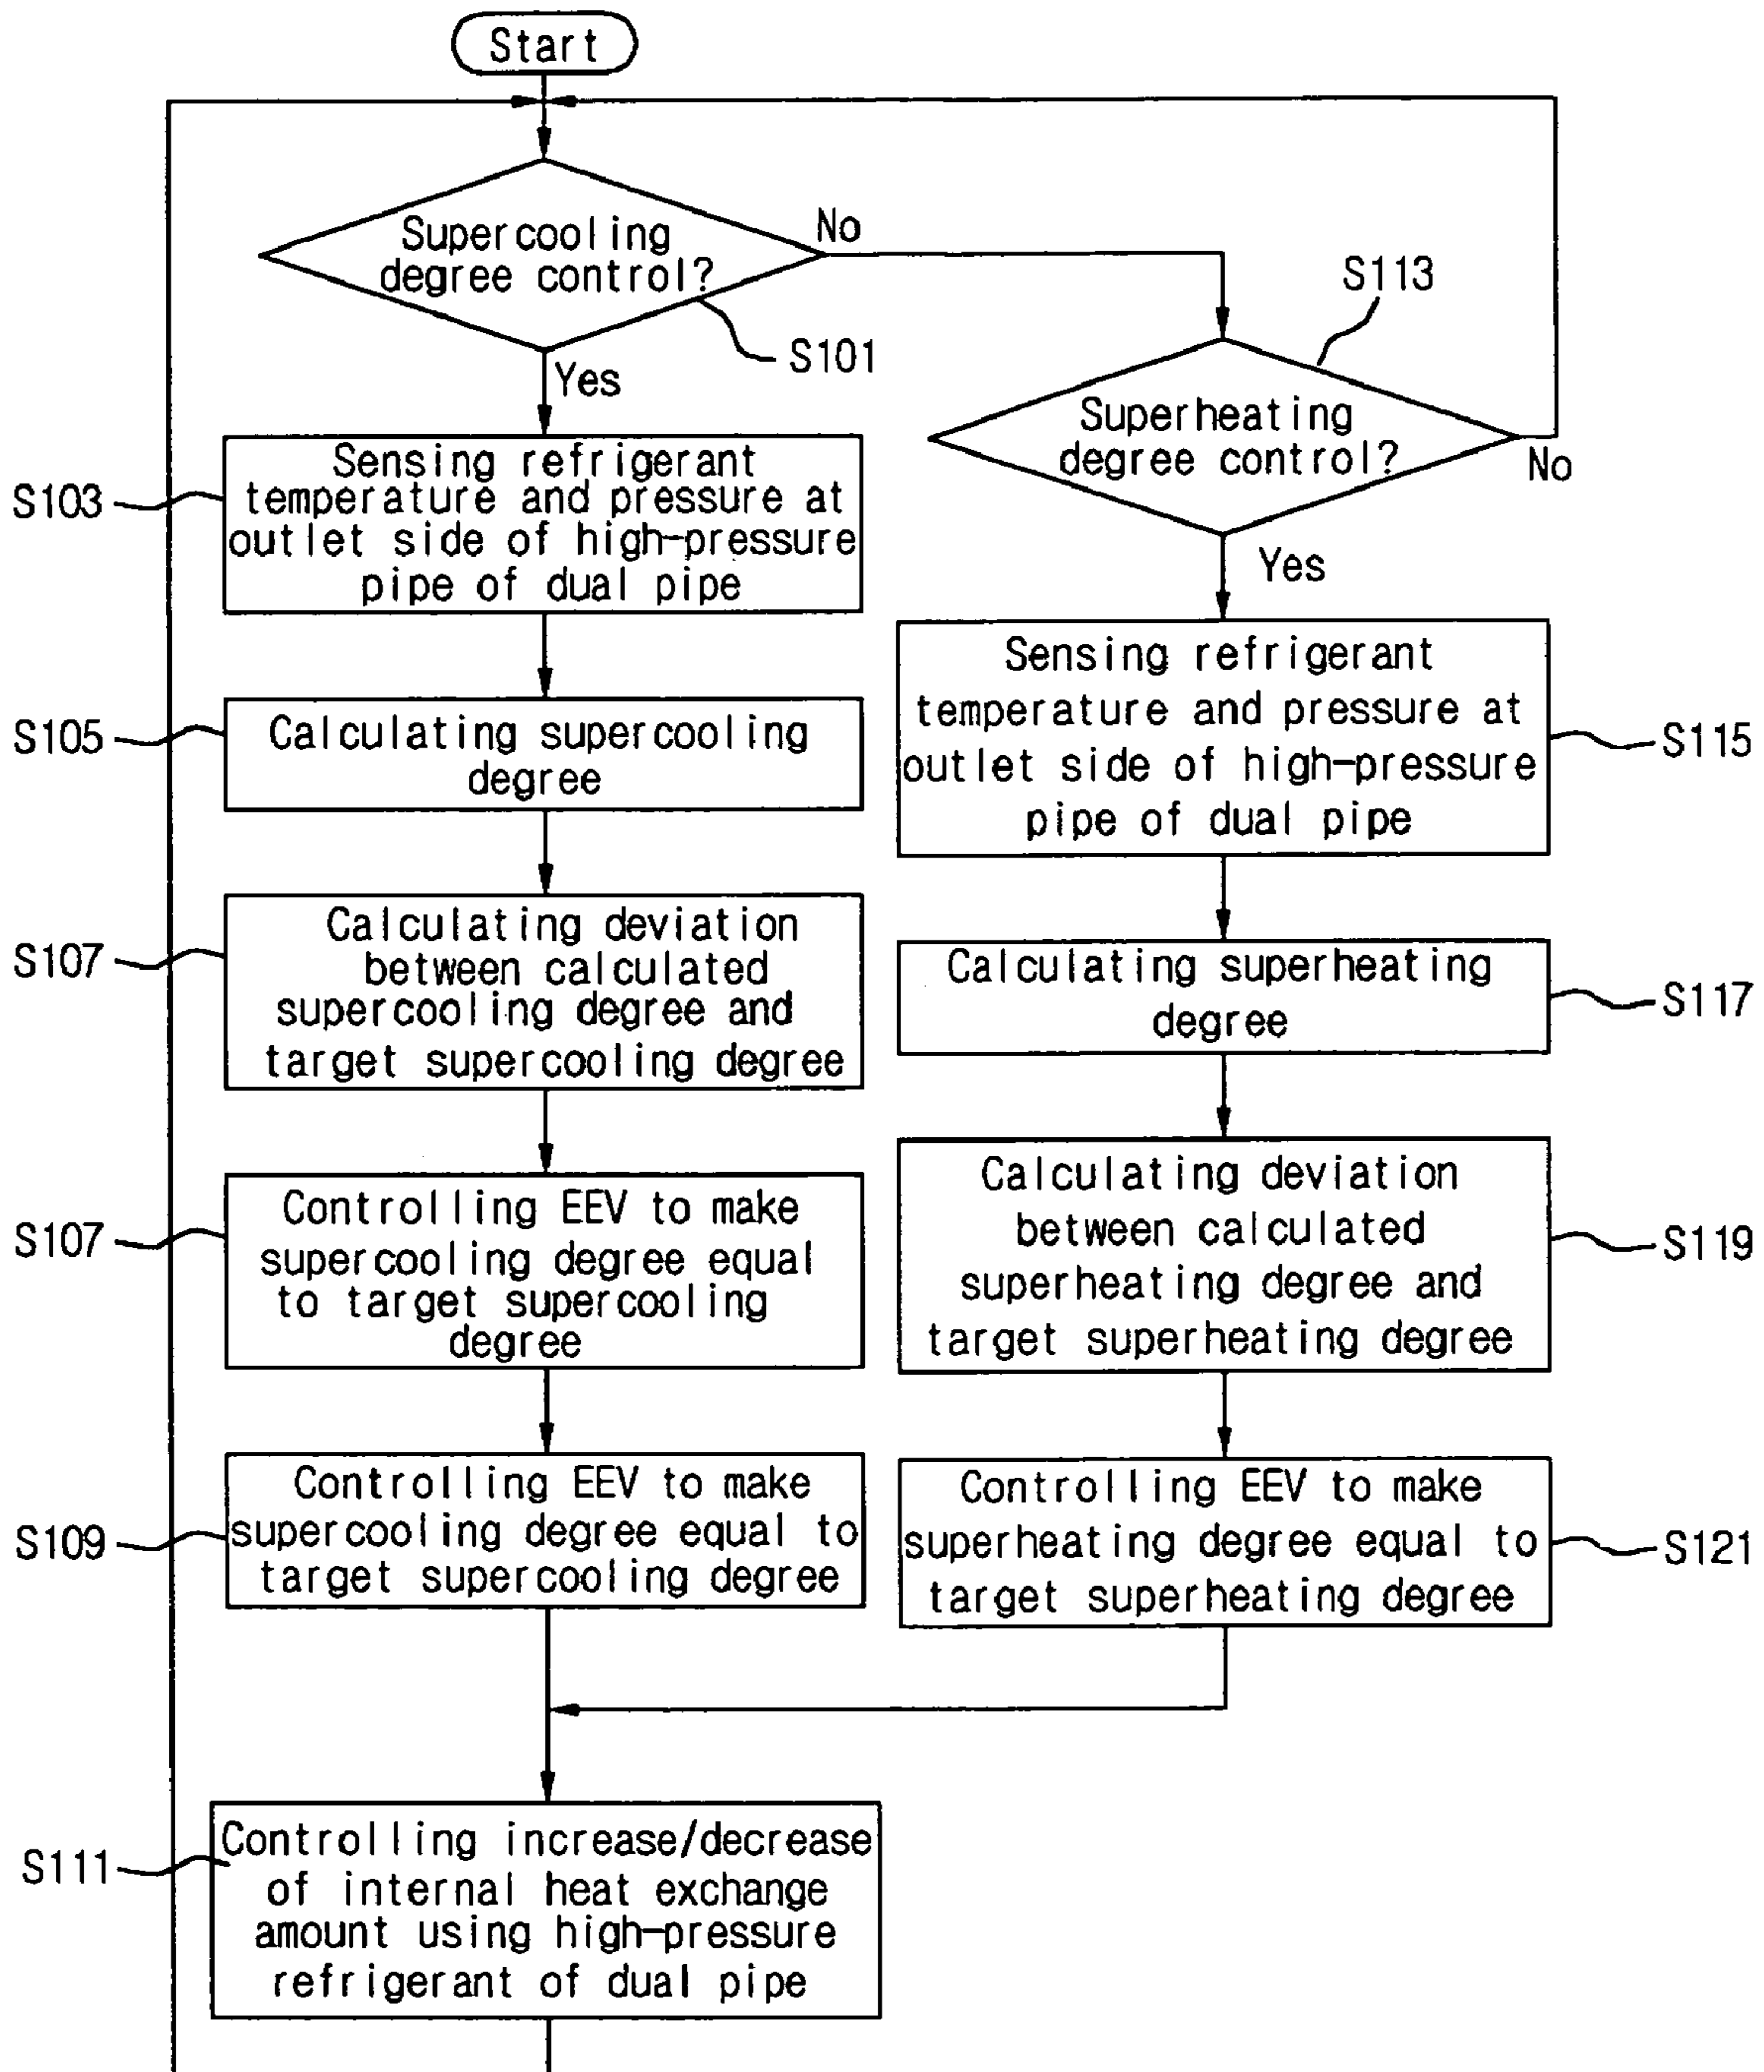 Start
Supercooling
degree control?
No
S101
Yes
S113
Superheating
degree control?
No
Yes
S103
Sensing refrigerant
temperature and pressure at
outlet side of high-pressure
pipe of dual pipe
S105
Calculating supercooling
degree
S107
Calculating deviation
between calculated
supercooling degree and
target supercooling degree
S107
Controlling EEV to make
supercooling degree equal
to target supercooling
degree
S109
Controlling EEV to make
supercooling degree equal to
target supercooling degree
Sensing refrigerant
temperature and pressure at
outlet side of high-pressure
pipe of dual pipe
S115
Calculating superheating
degree
S117
Calculating deviation
between calculated
superheating degree and
target superheating degree
S119
Controlling EEV to make
superheating degree equal to
target superheating degree
S121
S111
Controlling increase/decrease
of internal heat exchange
amount using high-pressure
refrigerant of dual pipe